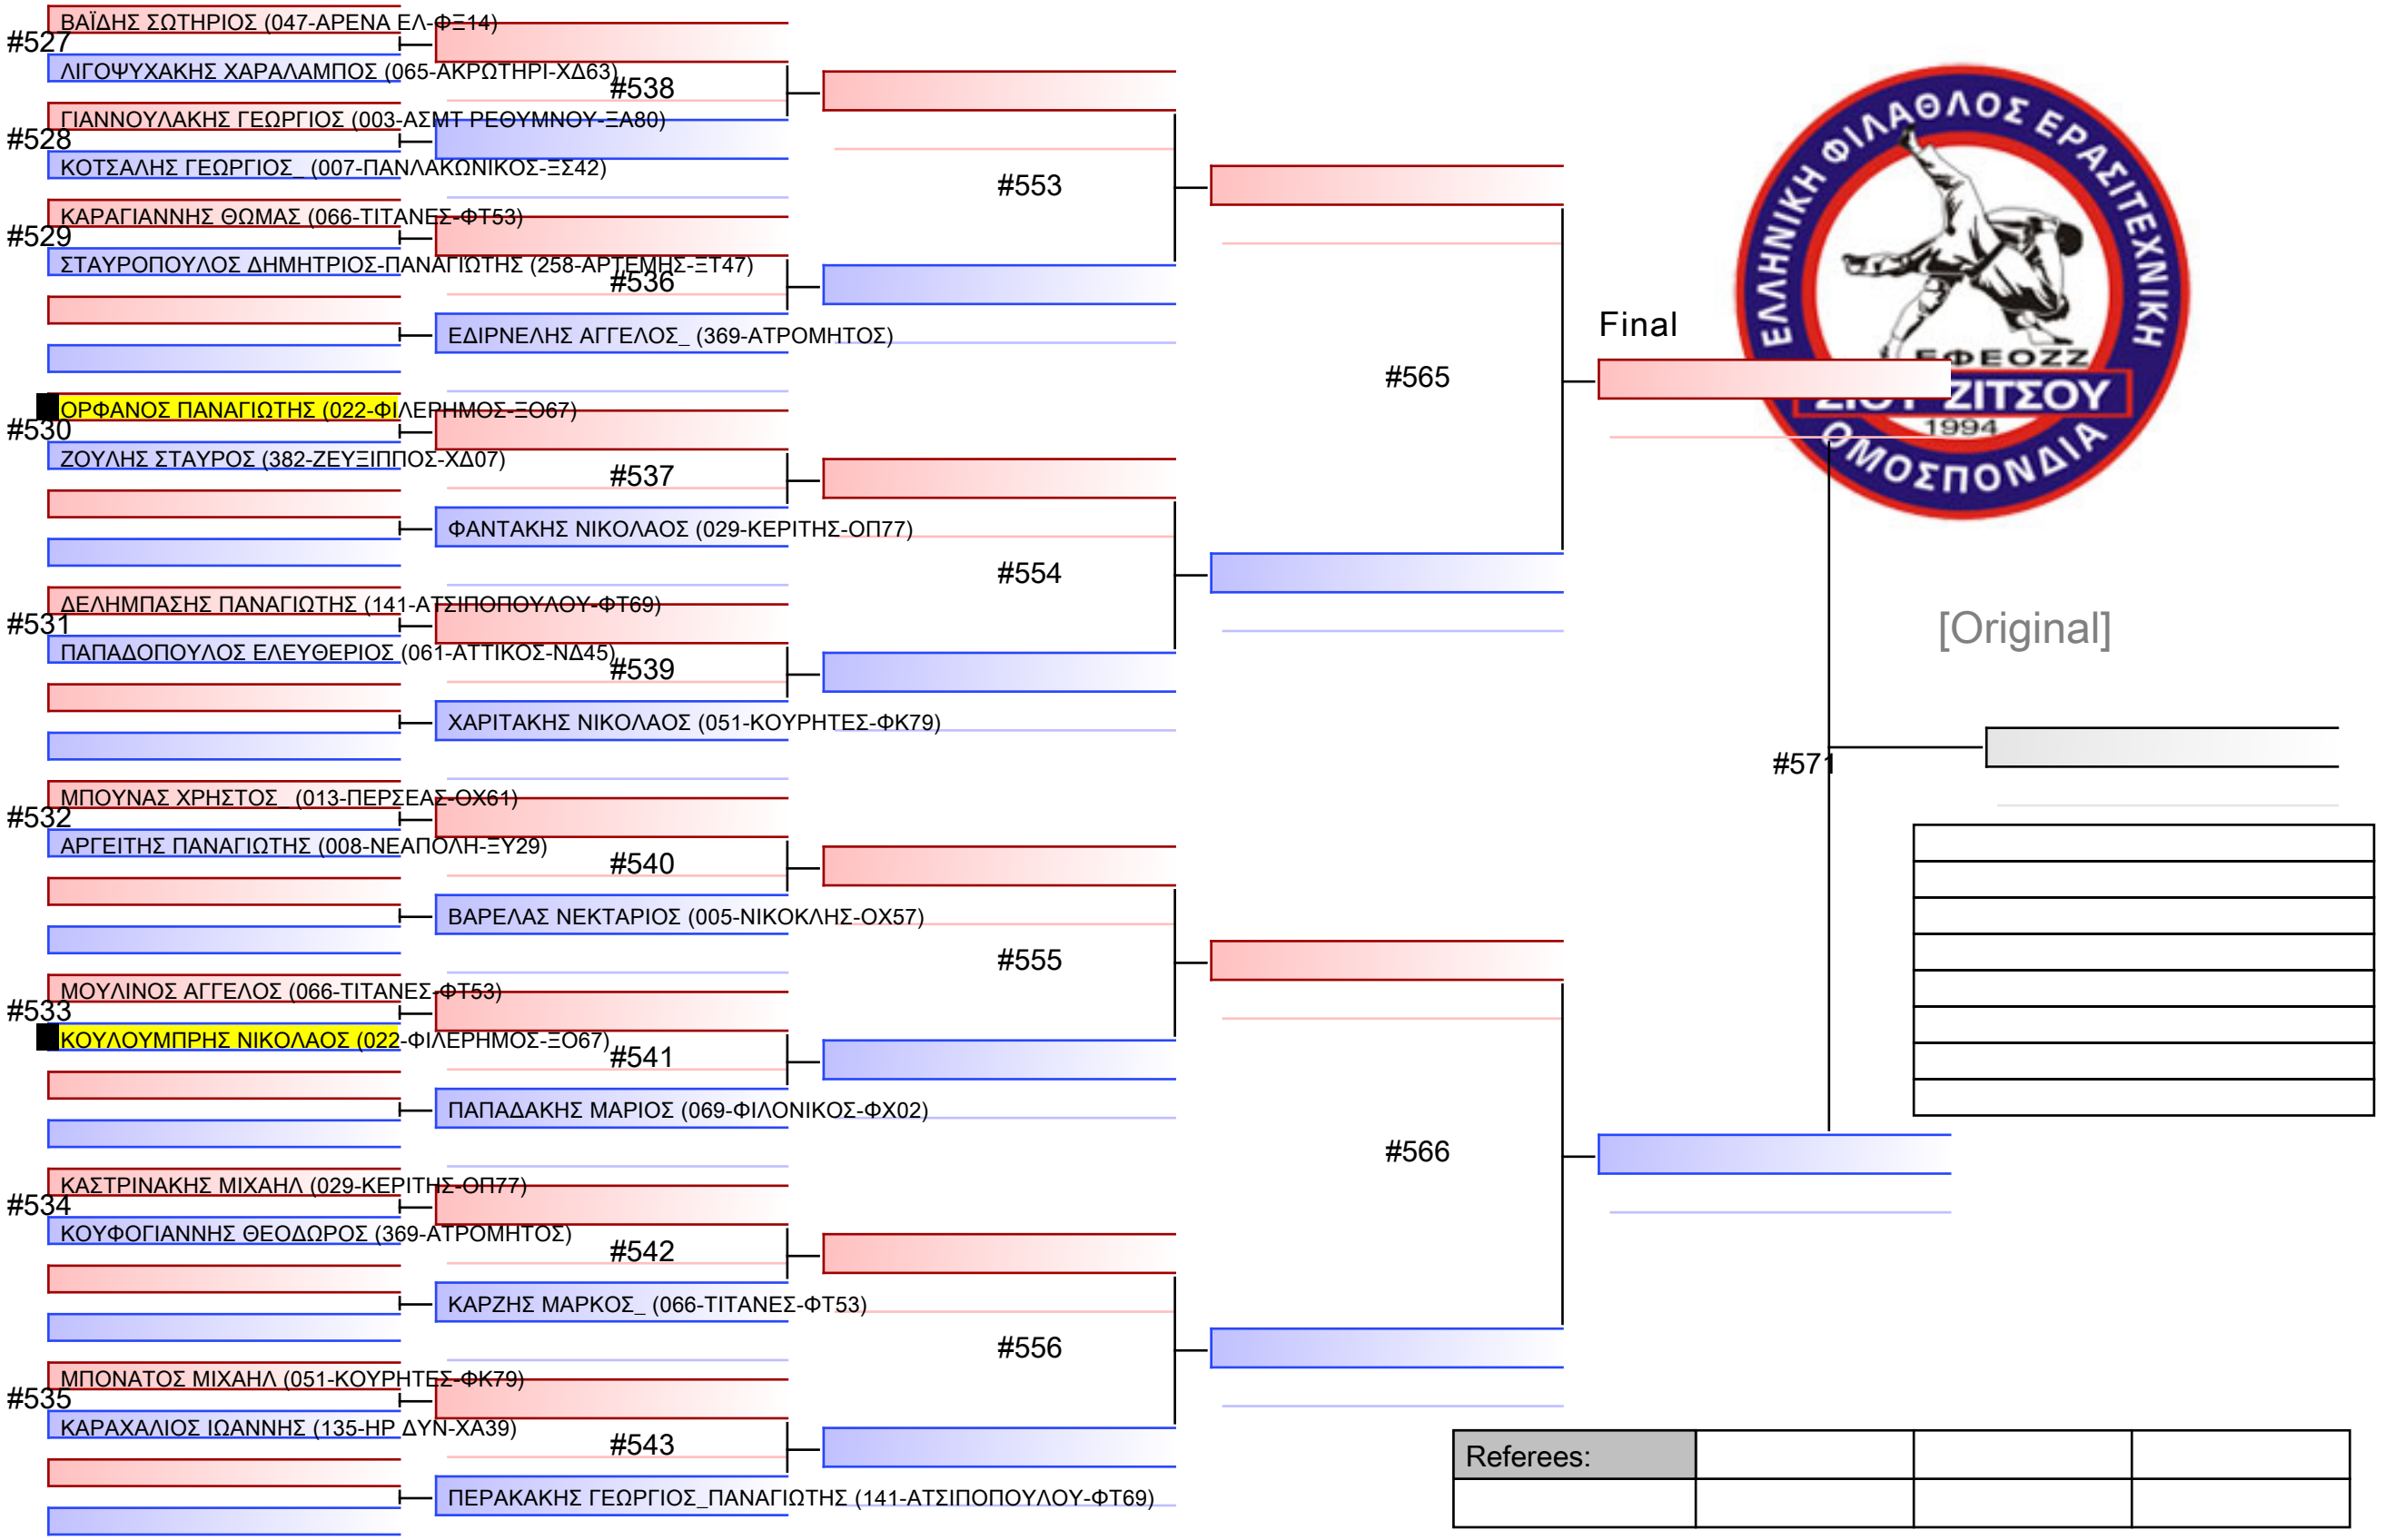 ΒΑΪΔΗΣ ΣΩΤΗΡΙΟΣ (047-ΑΡΕΝΑ ΕΛ-ΦΞ14)
#527
ΛΙΓΟΨΥΧΑΚΗΣ ΧΑΡΑΛΑΜΠΟΣ (065-ΑΚΡΩΤΗΡΙ-ΧΔ63)
#538
ΓΙΑΝΝΟΥΛΑΚΗΣ ΓΕΩΡΓΙΟΣ (003-ΑΣΜΤ ΡΕΘΥΜΝΟΥ-ΞΑ80)
#528
ΚΟΤΣΑΛΗΣ ΓΕΩΡΓΙΟΣ_ (007-ΠΑΝΛΑΚΩΝΙΚΟΣ-ΞΣ42)
#553
ΚΑΡΑΓΙΑΝΝΗΣ ΘΩΜΑΣ (066-ΤΙΤΑΝΕΣ-ΦΤ53)
#529
ΣΤΑΥΡΟΠΟΥΛΟΣ ΔΗΜΗΤΡΙΟΣ-ΠΑΝΑΓΙΩΤΗΣ (258-ΑΡΤΕΜΗΣ-ΞΤ47)
#536
ΕΔΙΡΝΕΛΗΣ ΑΓΓΕΛΟΣ_ (369-ΑΤΡΟΜΗΤΟΣ)
Final
#565
ΕΛΛΗΝΙΚΗ ΦΙΛΑΘΛΟΣ ΕΡΑΣΙΤΕΧΝΙΚΗ
ΕΦΕΟΖΖ
ΖΙΟΥ ΖΙΤΣΟΥ
1994
ΟΜΟΣΠΟΝΔΙΑ
ΟΡΦΑΝΟΣ ΠΑΝΑΓΙΩΤΗΣ (022-ΦΙΛΕΡΗΜΟΣ-ΞΟ67)
#530
ΖΟΥΛΗΣ ΣΤΑΥΡΟΣ (382-ΖΕΥΞΙΠΠΟΣ-ΧΔ07)
#537
ΦΑΝΤΑΚΗΣ ΝΙΚΟΛΑΟΣ (029-ΚΕΡΙΤΗΣ-ΟΠ77)
#554
ΔΕΛΗΜΠΑΣΗΣ ΠΑΝΑΓΙΩΤΗΣ (141-ΑΤΣΙΠΟΠΟΥΛΟΥ-ΦΤ69)
#531
[Original]
ΠΑΠΑΔΟΠΟΥΛΟΣ ΕΛΕΥΘΕΡΙΟΣ (061-ΑΤΤΙΚΟΣ-ΝΔ45)
#539
ΧΑΡΙΤΑΚΗΣ ΝΙΚΟΛΑΟΣ (051-ΚΟΥΡΗΤΕΣ-ΦΚ79)
#571
ΜΠΟΥΝΑΣ ΧΡΗΣΤΟΣ_ (013-ΠΕΡΣΕΑΣ-ΟΧ61)
#532
ΑΡΓΕΙΤΗΣ ΠΑΝΑΓΙΩΤΗΣ (008-ΝΕΑΠΟΛΗ-ΞΥ29)
#540
ΒΑΡΕΛΑΣ ΝΕΚΤΑΡΙΟΣ (005-ΝΙΚΟΚΛΗΣ-ΟΧ57)
#555
ΜΟΥΛΙΝΟΣ ΑΓΓΕΛΟΣ (066-ΤΙΤΑΝΕΣ-ΦΤ53)
#533
ΚΟΥΛΟΥΜΠΡΗΣ ΝΙΚΟΛΑΟΣ (022-ΦΙΛΕΡΗΜΟΣ-ΞΟ67)
#541
ΠΑΠΑΔΑΚΗΣ ΜΑΡΙΟΣ (069-ΦΙΛΟΝΙΚΟΣ-ΦΧ02)
#566
ΚΑΣΤΡΙΝΑΚΗΣ ΜΙΧΑΗΛ (029-ΚΕΡΙΤΗΣ-ΟΠ77)
#534
ΚΟΥΦΟΓΙΑΝΝΗΣ ΘΕΟΔΩΡΟΣ (369-ΑΤΡΟΜΗΤΟΣ)
#542
ΚΑΡΖΗΣ ΜΑΡΚΟΣ_ (066-ΤΙΤΑΝΕΣ-ΦΤ53)
#556
ΜΠΟΝΑΤΟΣ ΜΙΧΑΗΛ (051-ΚΟΥΡΗΤΕΣ-ΦΚ79)
#535
ΚΑΡΑΧΑΛΙΟΣ ΙΩΑΝΝΗΣ (135-ΗΡ ΔΥΝ-ΧΑ39)
#543
Referees:
ΠΕΡΑΚΑΚΗΣ ΓΕΩΡΓΙΟΣ_ΠΑΝΑΓΙΩΤΗΣ (141-ΑΤΣΙΠΟΠΟΥΛΟΥ-ΦΤ69)